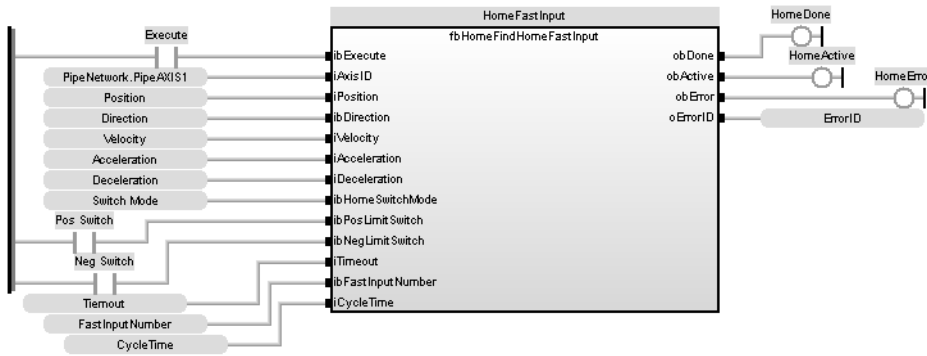 HomeFastInput
HomeDone
Execute
fbHomeFindHomeFastInput
ibExecute
obDone
HomeActive
PipeNetwork.PipeAXIS1
iAxisID
obActive
HomeErro
Position
iPosition
obError
Direction
ibDirection
oErrorID
ErrorID
Velocity
iVelocity
Acceleration
iAcceleration
Deceleration
iDeceleration
Switch Mode
ibHomeSwitchMode
Pos Switch
ibPosLimitSwitch
ibNegLimitSwitch
Neg Switch
iTimeout
ibFastInputNumber
Tiemout
iCycleTime
FastInputNumber
CycleTime